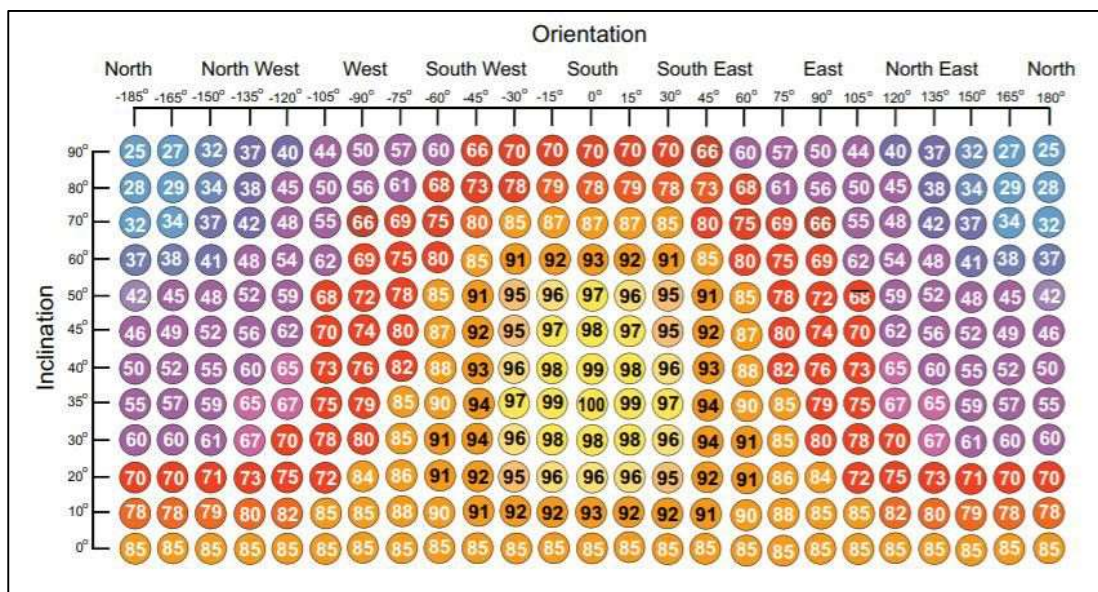 Orientation
North North West West South West South South East East North East North
-185° -165° -150° -135° -120° -105° -90° -75° -60° -45° -30° -15° 0° 15° 30° 45° 60° 75° 90° 105° 120° 135° 150° 165° 180°
Inclination
90° 25 27 32 37 40 44 50 57 60 66 70 70 70 70 70 66 60 57 50 44 40 37 32 27 25
80° 28 29 34 38 45 50 56 61 68 73 78 79 78 79 78 73 68 61 56 50 45 38 34 29 28
70° 32 34 37 42 48 55 66 69 75 80 85 87 87 87 85 80 75 69 66 55 48 42 37 34 32
60° 37 38 41 48 54 62 69 75 80 85 91 92 93 92 91 85 80 75 69 62 54 48 41 38 37
50° 42 45 48 52 59 68 72 78 85 91 95 96 97 96 95 91 85 78 72 68 59 52 48 45 42
45° 46 49 52 56 62 70 74 80 87 92 95 97 98 97 95 92 87 80 74 70 62 56 52 49 46
40° 50 52 55 60 65 73 76 82 88 93 96 98 99 98 96 93 88 82 76 73 65 60 55 52 50
35° 55 57 59 65 67 75 79 85 90 94 97 99 100 99 97 94 90 85 79 75 67 65 59 57 55
30° 60 60 61 67 70 78 80 85 91 94 96 98 98 98 96 94 91 85 80 78 70 67 61 60 60
20° 70 70 71 73 75 72 84 86 91 92 95 96 96 96 95 92 91 86 84 72 75 73 71 70 70
10° 78 78 79 80 82 85 85 88 90 91 92 92 93 92 92 91 90 88 85 85 82 80 79 78 78
0° 85 85 85 85 85 85 85 85 85 85 85 85 85 85 85 85 85 85 85 85 85 85 85 85 85